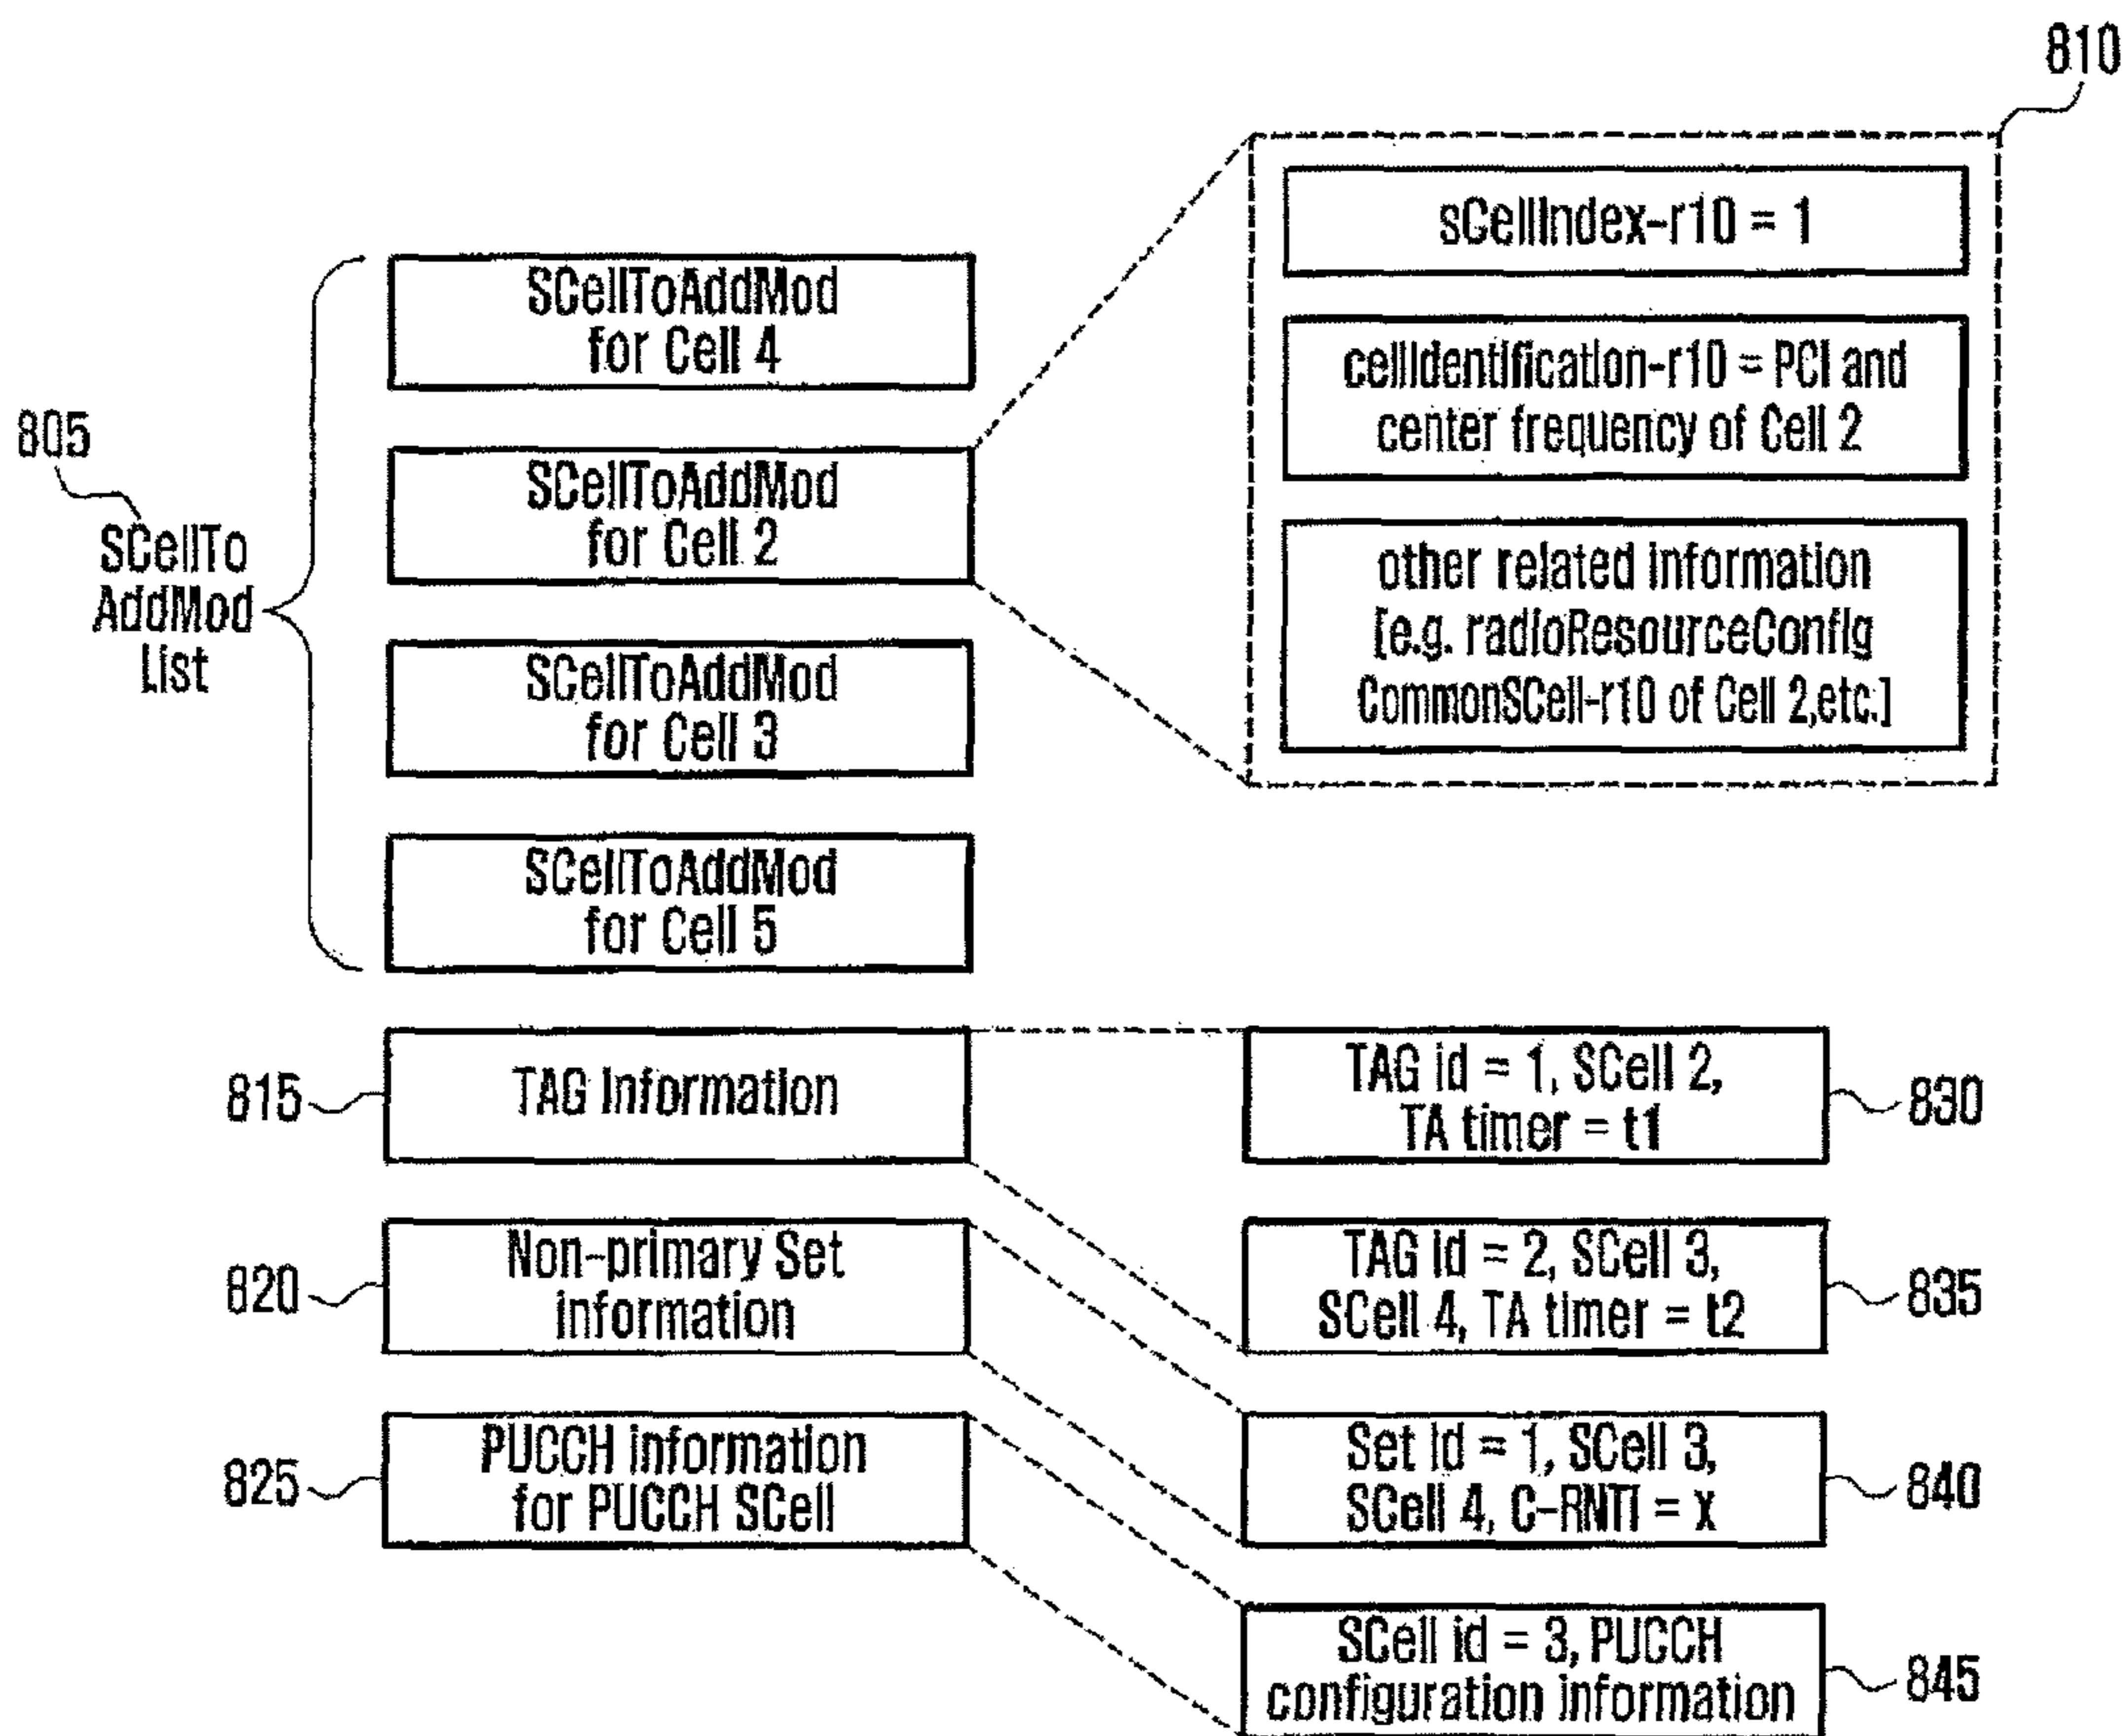 810
sCellIndex-r10 = 1
cellIdentification-r10 = PCI and
center frequency of Cell 2
other related information
[e.g. radioResourceConfig
CommonSCell-r10 of Cell 2,etc.]
805
SCellTo
AddMod
List
SCellToAddMod
for Cell 4
SCellToAddMod
for Cell 2
SCellToAddMod
for Cell 3
SCellToAddMod
for Cell 5
815
TAG Information
TAG id = 1, SCell 2,
TA timer = t1
830
820
Non-primary Set
information
TAG id = 2, SCell 3,
SCell 4, TA timer = t2
835
825
PUCCH information
for PUCCH SCell
Set id = 1, SCell 3,
SCell 4, C-RNTI = x
840
SCell id = 3, PUCCH
configuration information
845